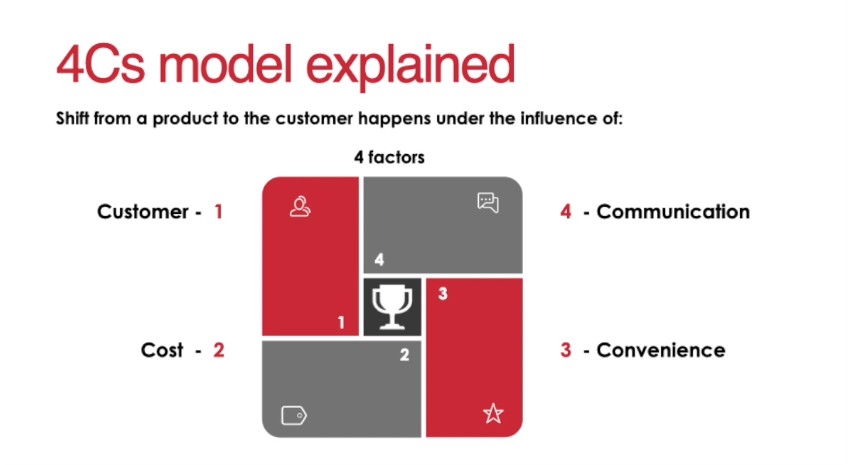 4Cs model explained
Shift from a product to the customer happens under the influence of:
4 factors
Customer - 1
4 - Communication
4
3
1
2
Cost - 2
3 - Convenience